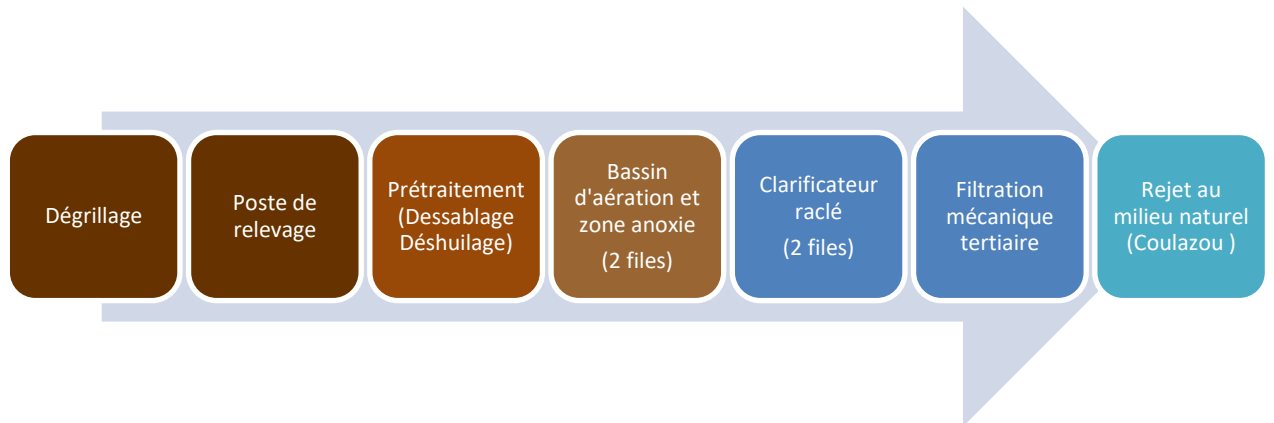 Dégrillage
Poste de
relevage
Prétraitement
(Dessablage
Déshuilage)
Bassin
d'aération et
zone anoxie
(2 files)
Clarificateur
raclé
(2 files)
Filtration
mécanique
tertiaire
Rejet au
milieu naturel
(Coulazou )